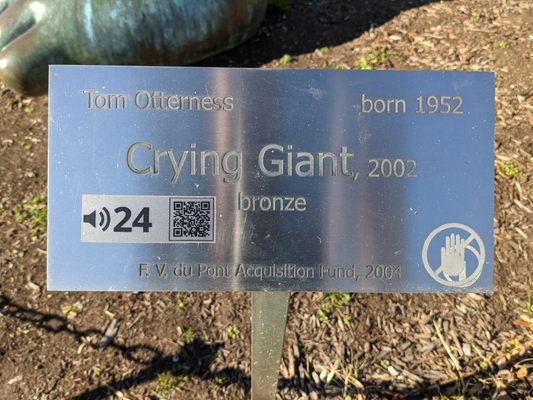 Tom Otterness born 1952
Crying Giant, 2002
bronze
24
F. V. du Pont Acquisition Fund, 2004